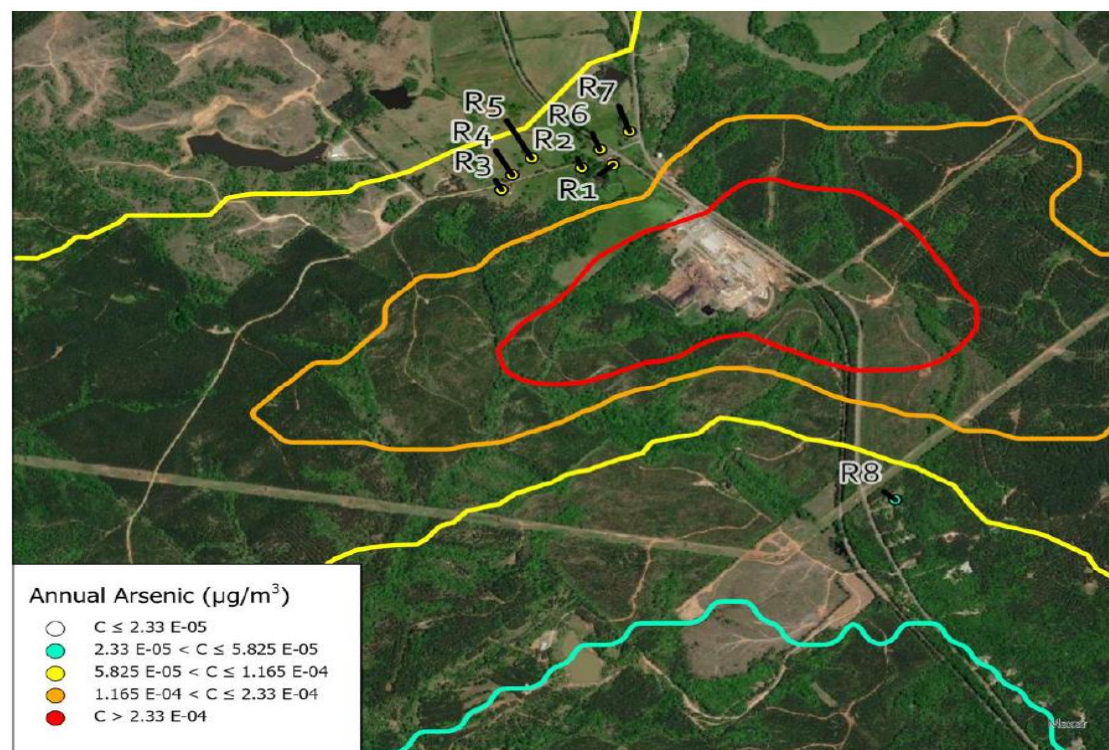 R7
R5
R6
R4
R2
R3
R1
R8
Annual Arsenic (µg/m³)
C ≤ 2.33 E-05
2.33 E-05 < C ≤ 5.825 E-05
5.825 E-05 < C ≤ 1.165 E-04
1.165 E-04 < C ≤ 2.33 E-04
C > 2.33 E-04